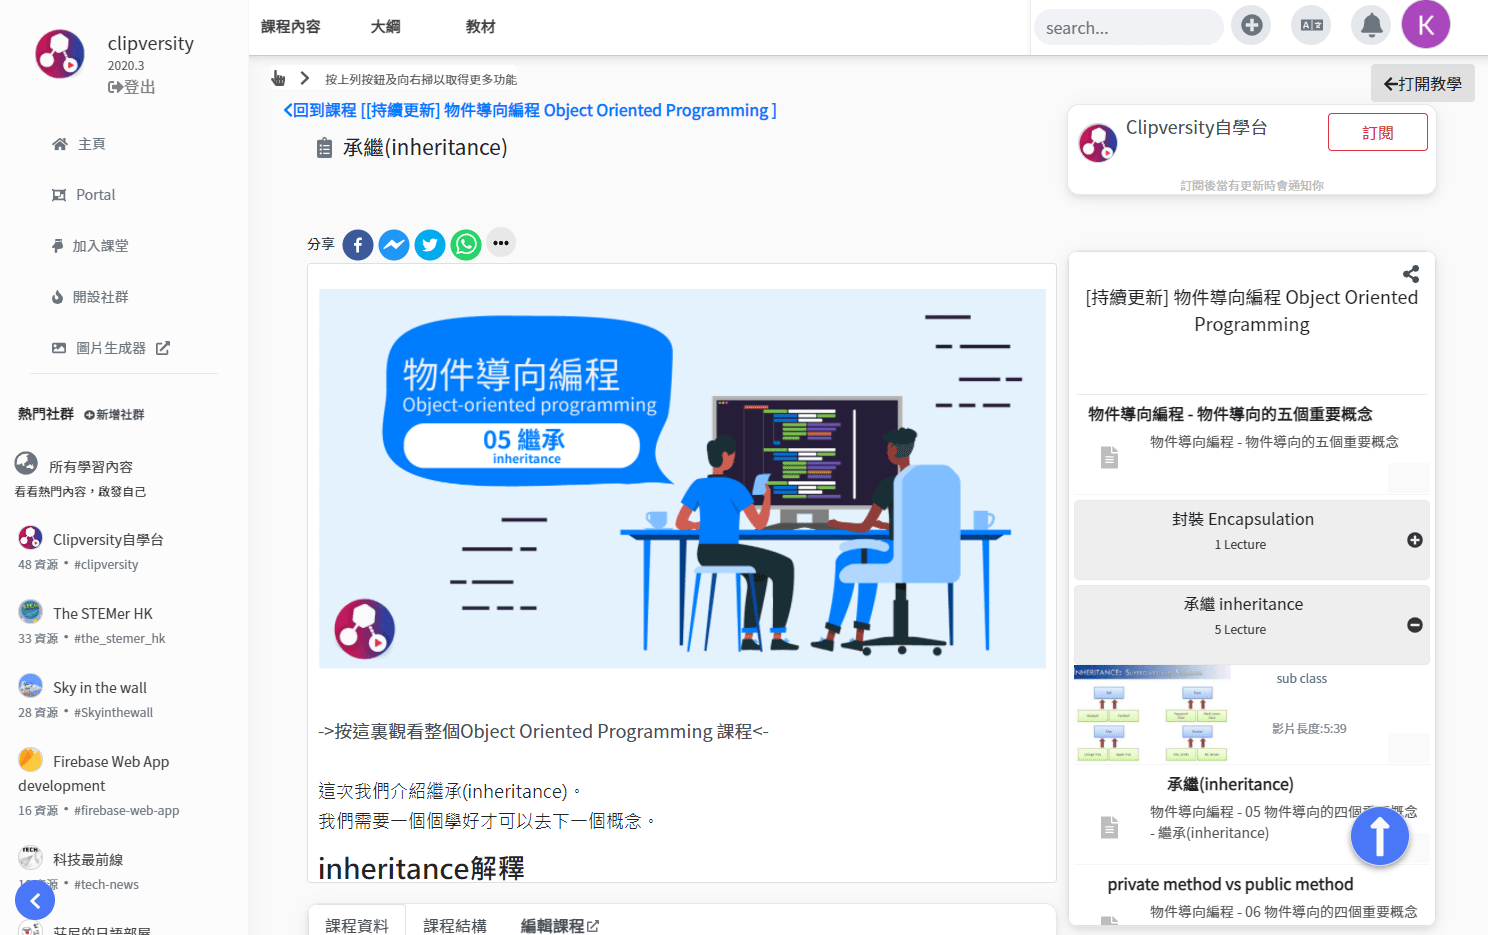 clipversity
2020.3
登出
主頁
Portal
加入課堂
開設社群
圖片生成器
熱門社群
新增社群
所有學習內容
看看熱門內容，啟發自己
Clipversity自學台
48 資源 • #clipversity
The STEMer HK
33 資源 • #the_stemer_hk
Sky in the wall
28 資源 • #Skyinthewall
Firebase Web App
development
16 資源 • #firebase-web-app
科技最前線
資源 • #tech-news
莊尼的日語部屋
課程內容
大綱
教材
search...
K
按上列按鈕及向右掃以取得更多功能
打開教學
回到課程 [[持續更新] 物件導向編程 Object Oriented Programming ]
承繼(inheritance)
分享
物件導向編程
Object-oriented programming
05 繼承
inheritance
->按這裏觀看整個Object Oriented Programming 課程<-
這次我們介紹繼承(inheritance)。
我們需要一個個學好才可以去下一個概念。
inheritance解釋
課程資料
課程結構
編輯課程
Clipversity自學台
訂閱
訂閱後當有更新時會通知你
[持續更新] 物件導向編程 Object Oriented
Programming
物件導向編程 - 物件導向的五個重要概念
物件導向編程 - 物件導向的五個重要概念
封裝 Encapsulation
1 Lecture
承繼 inheritance
5 Lecture
sub class
影片長度:5:39
承繼(inheritance)
物件導向編程 - 05 物件導向的四個重要概念
- 繼承(inheritance)
private method vs public method
物件導向編程 - 06 物件導向的四個重要概念